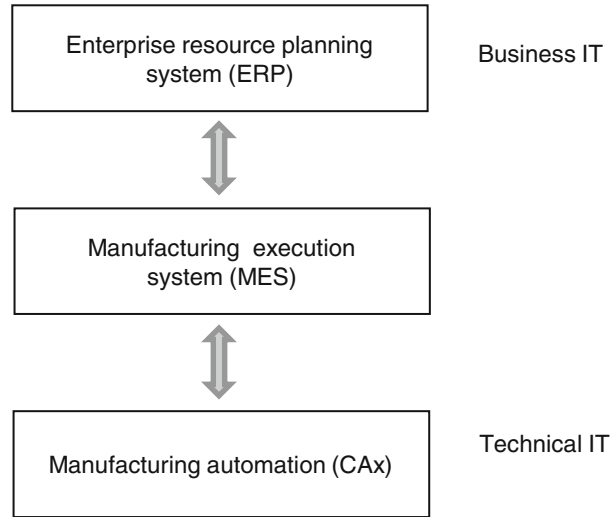 Enterprise resource planning
system (ERP)
Business IT
Manufacturing execution
system (MES)
Manufacturing automation (CAx)
Technical IT